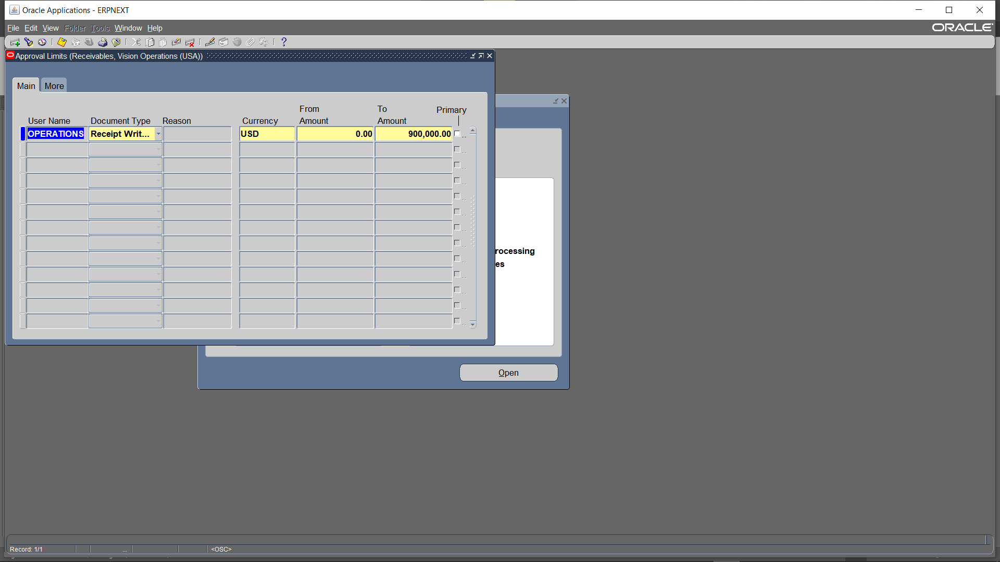 Oracle Applications - ERPNEXT
File Edit View Folder Tools Window Help
ORACLE
Approval Limits (Receivables, Vision Operations (USA))
Main More
From To Primary
User Name Document Type Reason Currency Amount Amount
OPERATIONS Receipt Writ... USD 0.00 900,000.00
rocessing
es
Open
Record: 1/1 ... <OSC>